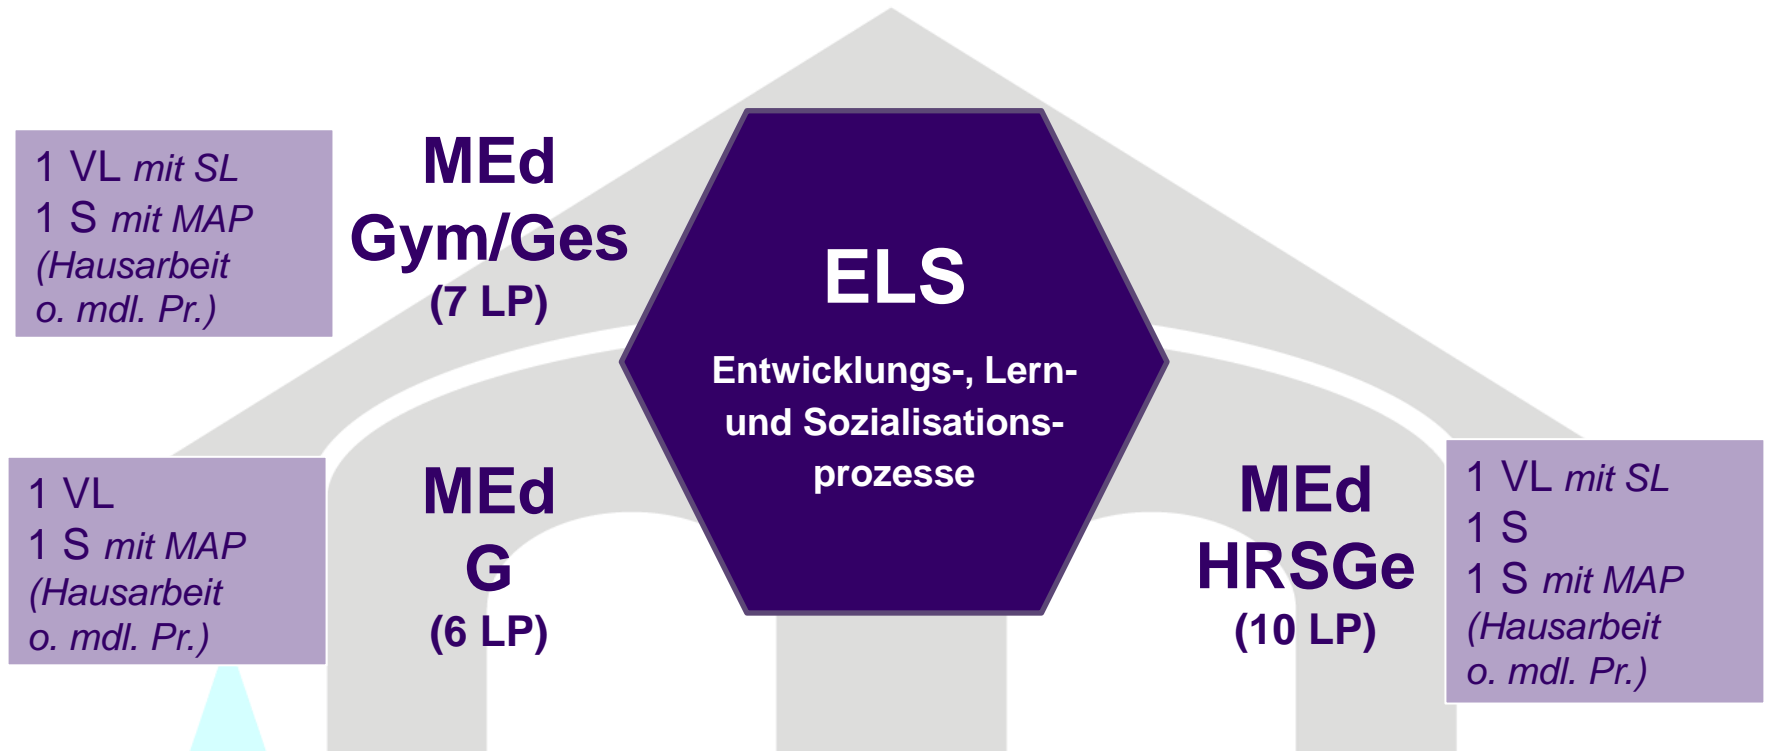 1 VL mit SL
1 S mit MAP
(Hausarbeit
o. mdl. Pr.)
MEd
Gym/Ges
(7 LP)
ELS
Entwicklungs-, Lern-
und Sozialisations-
prozesse
1 VL
1 S mit MAP
(Hausarbeit
o. mdl. Pr.)
MEd
G
(6 LP)
MEd
HRSGe
(10 LP)
1 VL mit SL
1 S
1 S mit MAP
(Hausarbeit
o. mdl. Pr.)